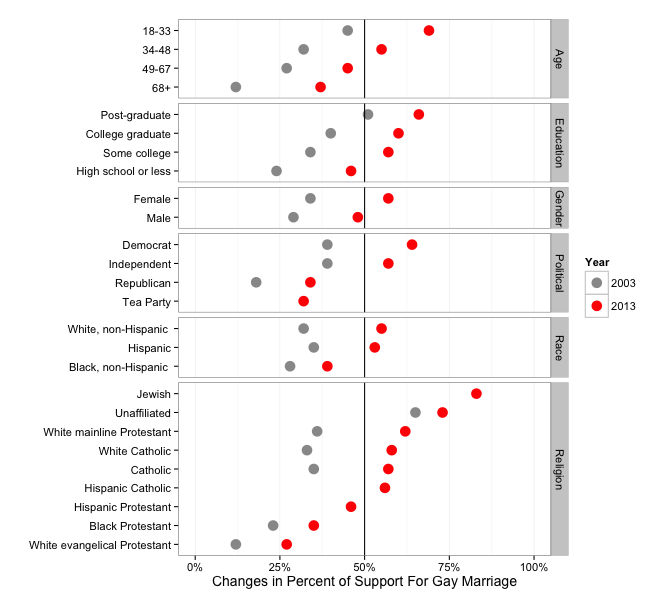 18-33
34-48
49-67
68+
Age
Post-graduate
College graduate
Some college
High school or less
Education
Female
Male
Gender
Democrat
Independent
Republican
Tea Party
Political
White, non-Hispanic
Hispanic
Black, non-Hispanic
Race
Jewish
Unaffiliated
White mainline Protestant
White Catholic
Catholic
Hispanic Catholic
Hispanic Protestant
Black Protestant
White evangelical Protestant
Religion
0% 25% 50% 75% 100%
Changes in Percent of Support For Gay Marriage
Year
2003
2013